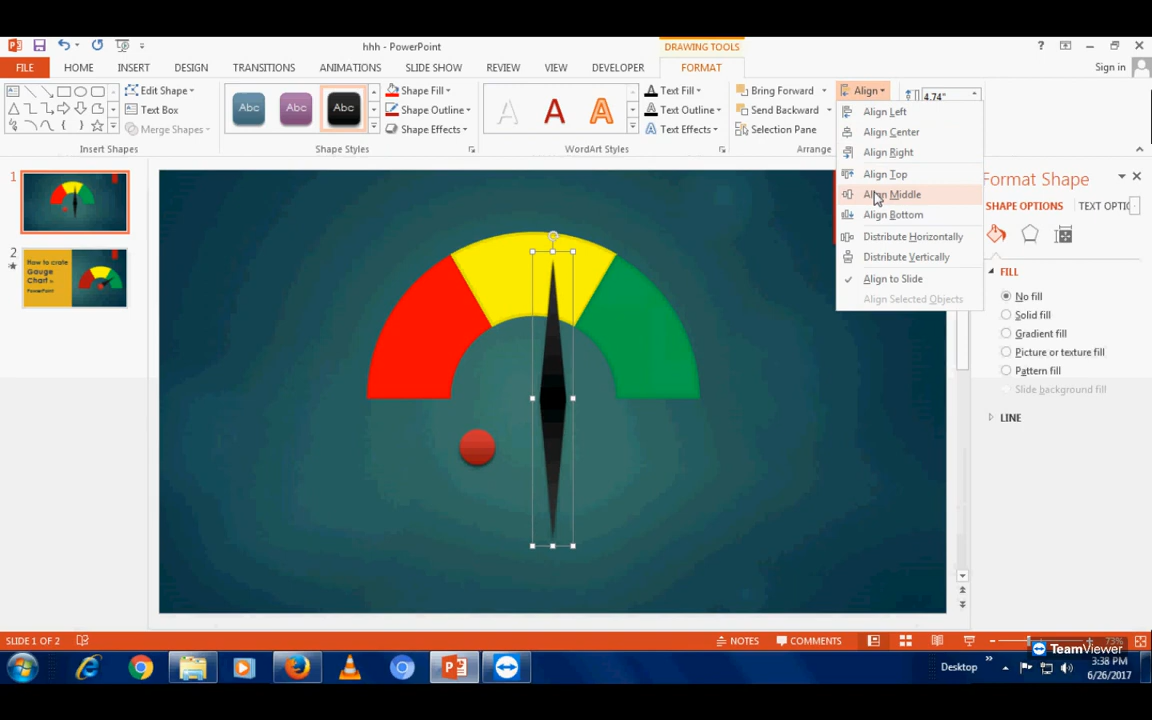 hhh - PowerPoint
DRAWING TOOLS
?
FILE HOME INSERT DESIGN TRANSITIONS ANIMATIONS SLIDE SHOW REVIEW VIEW DEVELOPER FORMAT
Sign in
Edit Shape
Text Box
Merge Shapes
Insert Shapes
Abc Abc Abc
Shape Fill
Shape Outline
Shape Effects
Shape Styles
A A A
Text Fill
Text Outline
Text Effects
WordArt Styles
Bring Forward
Send Backward
Selection Pane
Arrange
Align
4.74"
Align Left
Align Center
Align Right
Align Top
Align Middle
Align Bottom
Distribute Horizontally
Distribute Vertically
Align to Slide
Align Selected Objects
1
2
How to crate
Gauge
Chart in
PowerPoint
Format Shape
SHAPE OPTIONS TEXT OPTIC
FILL
No fill
Solid fill
Gradient fill
Picture or texture fill
Pattern fill
Slide background fill
LINE
SLIDE 1 OF 2
NOTES COMMENTS
73%
TeamViewer
Desktop
3:38 PM
6/26/2017